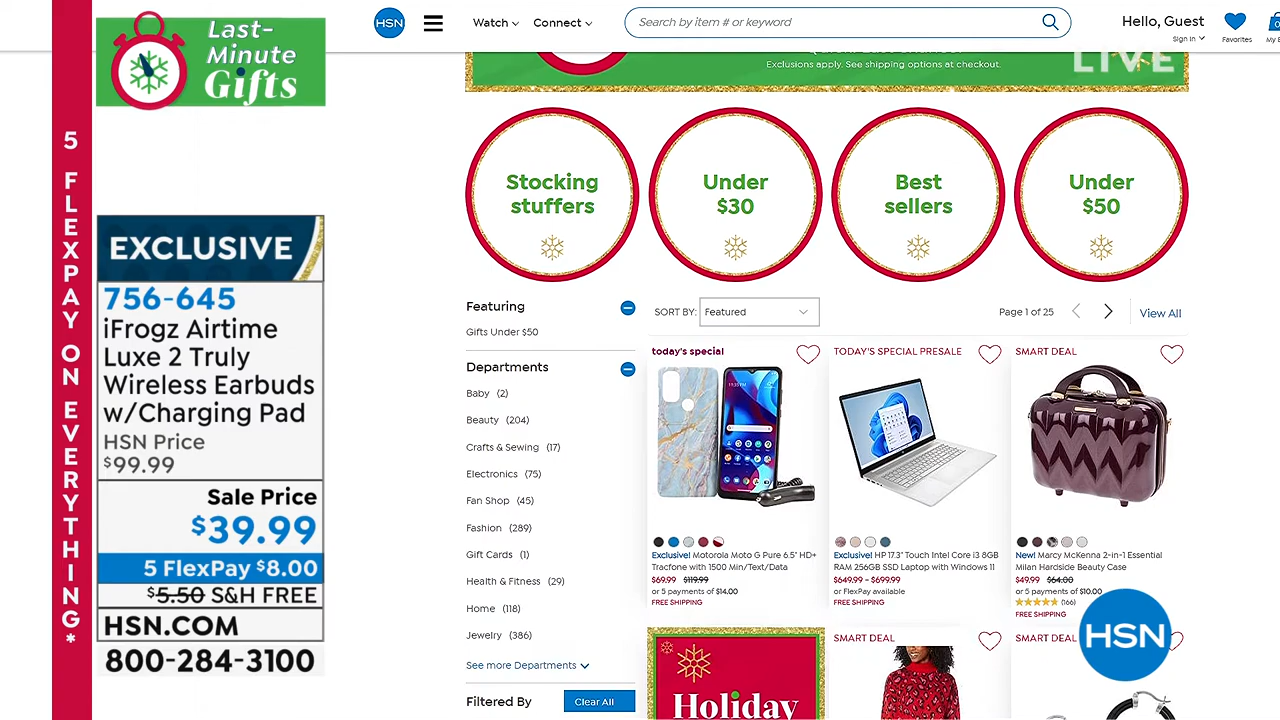 Last-
Minute
Gifts
5 FLEXPAY ON EVERYTHING*
EXCLUSIVE
756-645
iFrogz Airtime
Luxe 2 Truly
Wireless Earbuds
w/Charging Pad
HSN Price
$99.99
Sale Price
$39.99
5 FlexPay $8.00
$5.50 S&H FREE
HSN.COM
800-284-3100
HSN
Watch
Connect
Search by item # or keyword
Hello, Guest
Sign In
Favorites
Exclusions apply. See shipping options at checkout.
LIVE
Stocking
stuffers
Under
$30
Best
sellers
Under
$50
Featuring
Gifts Under $50
Departments
Baby (2)
Beauty (204)
Crafts & Sewing (17)
Electronics (75)
Fan Shop (45)
Fashion (289)
Gift Cards (1)
Health & Fitness (29)
Home (118)
Jewelry (386)
See more Departments
Filtered By
Clear All
SORT BY: Featured
Page 1 of 25
View All
today's special
Exclusive! Motorola Moto G Pure 6.5" HD+
Tracfone with 1500 Min/Text/Data
$69.99 $119.99
or 5 payments of $14.00
FREE SHIPPING
TODAY'S SPECIAL PRESALE
Exclusive! HP 17.3" Touch Intel Core i3 8GB
RAM 256GB SSD Laptop with Windows 11
$649.99 – $699.99
or FlexPay available
FREE SHIPPING
SMART DEAL
New! Marcy McKenna 2-in-1 Essential
Milan Hardside Beauty Case
$49.99 $64.00
or 5 payments of $10.00
(166)
FREE SHIPPING
Holiday
SMART DEAL
SMART DEAL
HSN